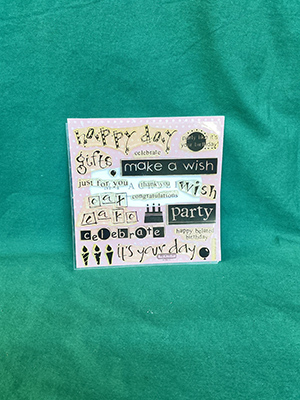 happy day
celebrate
gifts
make a wish
just for you
thank you
wish
eat
congratulations
cake
party
celebrate
happy belated
birthday
it's your day